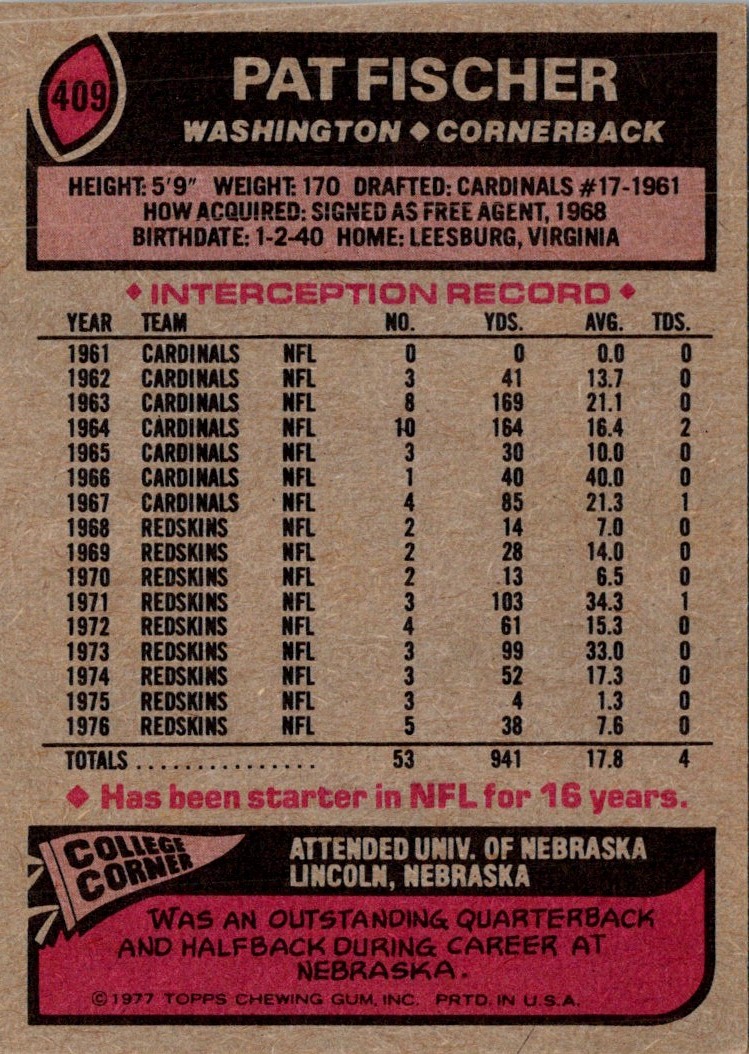 409
PAT FISCHER
WASHINGTON ◆ CORNERBACK
HEIGHT: 5'9" WEIGHT: 170 DRAFTED: CARDINALS #17-1961
HOW ACQUIRED: SIGNED AS FREE AGENT, 1968
BIRTHDATE: 1-2-40 HOME: LEESBURG, VIRGINIA
◆ INTERCEPTION RECORD ◆
YEAR TEAM NO. YDS. AVG. TDS.
1961 CARDINALS NFL 0 0 0.0 0
1962 CARDINALS NFL 3 41 13.7 0
1963 CARDINALS NFL 8 169 21.1 0
1964 CARDINALS NFL 10 164 16.4 2
1965 CARDINALS NFL 3 30 10.0 0
1966 CARDINALS NFL 1 40 40.0 0
1967 CARDINALS NFL 4 85 21.3 1
1968 REDSKINS NFL 2 14 7.0 0
1969 REDSKINS NFL 2 28 14.0 0
1970 REDSKINS NFL 2 13 6.5 0
1971 REDSKINS NFL 3 103 34.3 1
1972 REDSKINS NFL 4 61 15.3 0
1973 REDSKINS NFL 3 99 33.0 0
1974 REDSKINS NFL 3 52 17.3 0
1975 REDSKINS NFL 3 4 1.3 0
1976 REDSKINS NFL 5 38 7.6 0
TOTALS ............... 53 941 17.8 4
◆ Has been starter in NFL for 16 years.
COLLEGE
CORNER
ATTENDED UNIV. OF NEBRASKA
LINCOLN, NEBRASKA
WAS AN OUTSTANDING QUARTERBACK
AND HALFBACK DURING CAREER AT
NEBRASKA.
©1977 TOPPS CHEWING GUM, INC. PRTD. IN U.S.A.